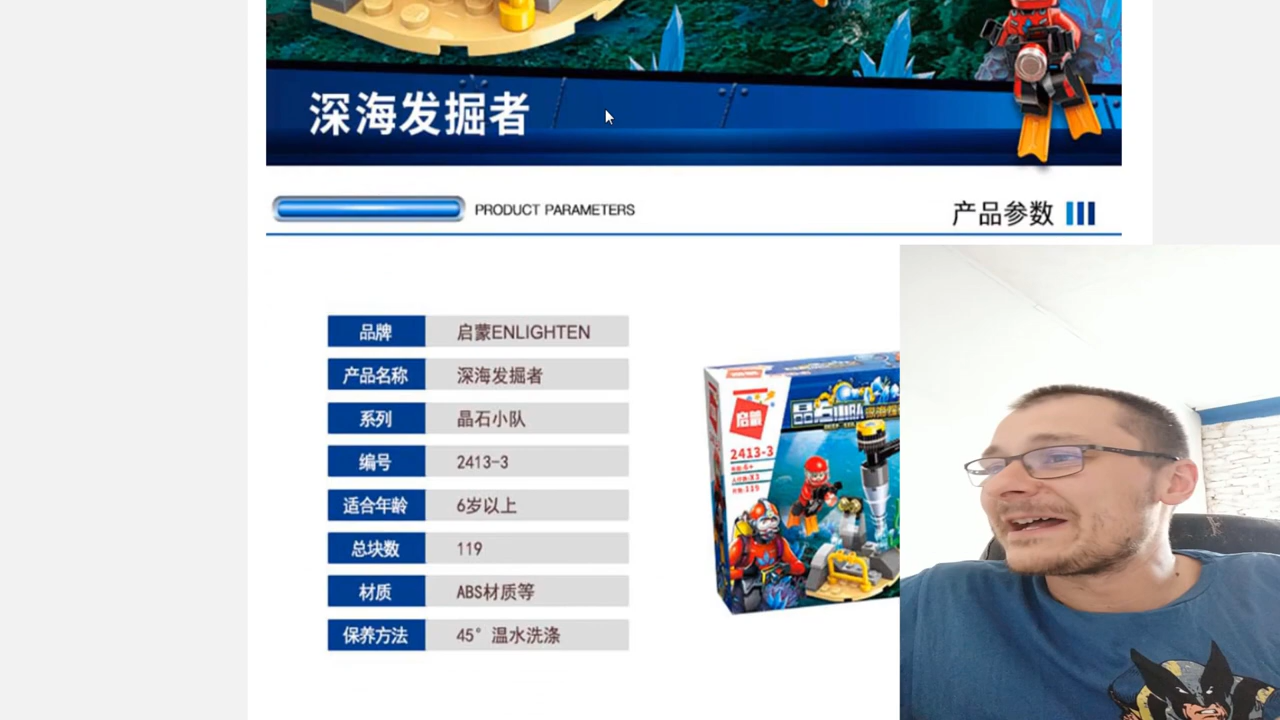 深海发掘者
PRODUCT PARAMETERS
产品参数
品牌 启蒙ENLIGHTEN
产品名称 深海发掘者
系列 晶石小队
编号 2413-3
适合年龄 6岁以上
总块数 119
材质 ABS材质等
保养方法 45°温水洗涤
启蒙
晶石小队
2413-3